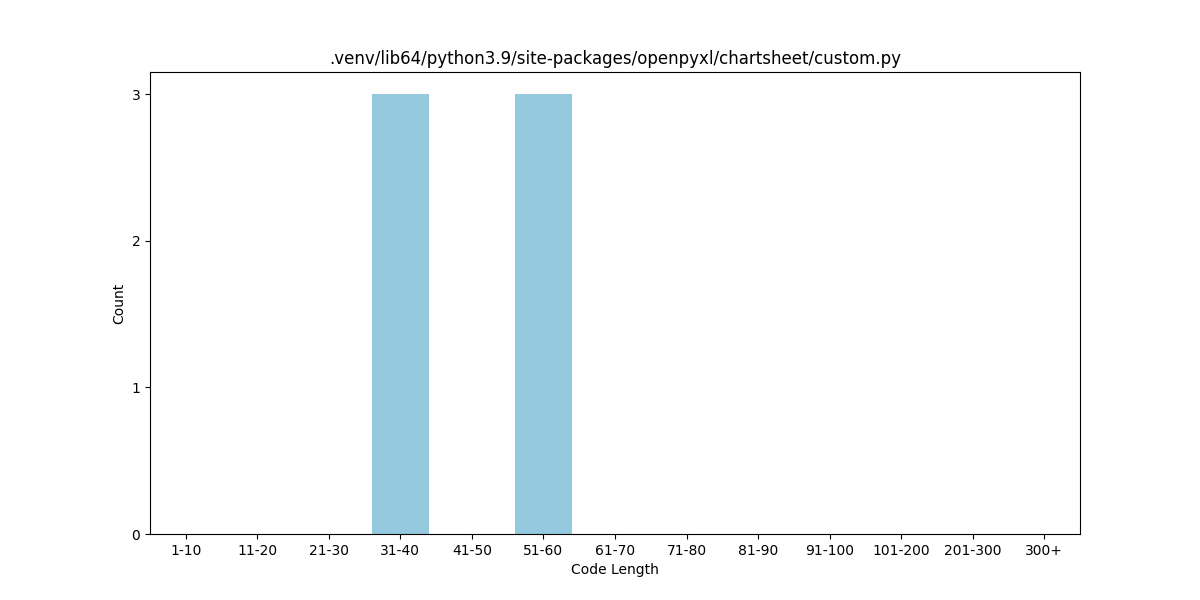 .venv/lib64/python3.9/site-packages/openpyxl/chartsheet/custom.py
3
2
1
0
Count
1-10 11-20 21-30 31-40 41-50 51-60 61-70 71-80 81-90 91-100 101-200 201-300 300+
Code Length